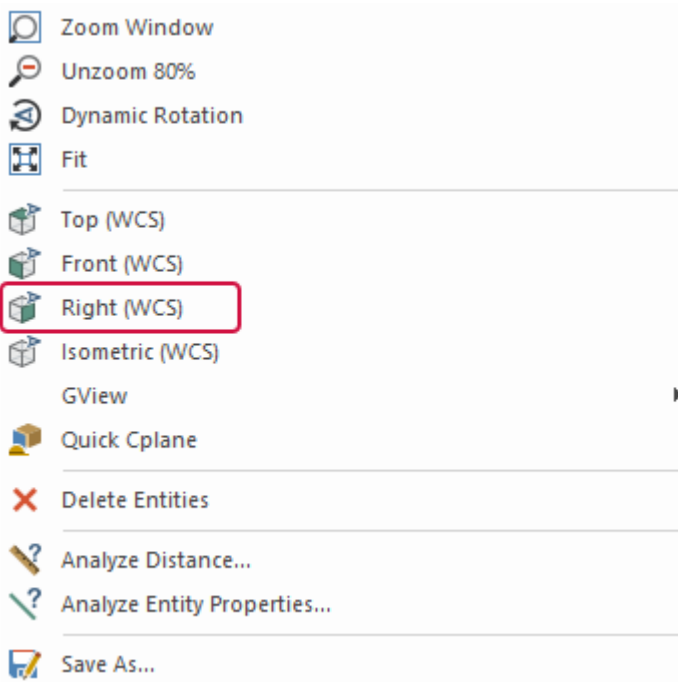 Zoom Window
Unzoom 80%
Dynamic Rotation
Fit
Top (WCS)
Front (WCS)
Right (WCS)
Isometric (WCS)
GView
Quick Cplane
Delete Entities
Analyze Distance...
Analyze Entity Properties...
Save As...